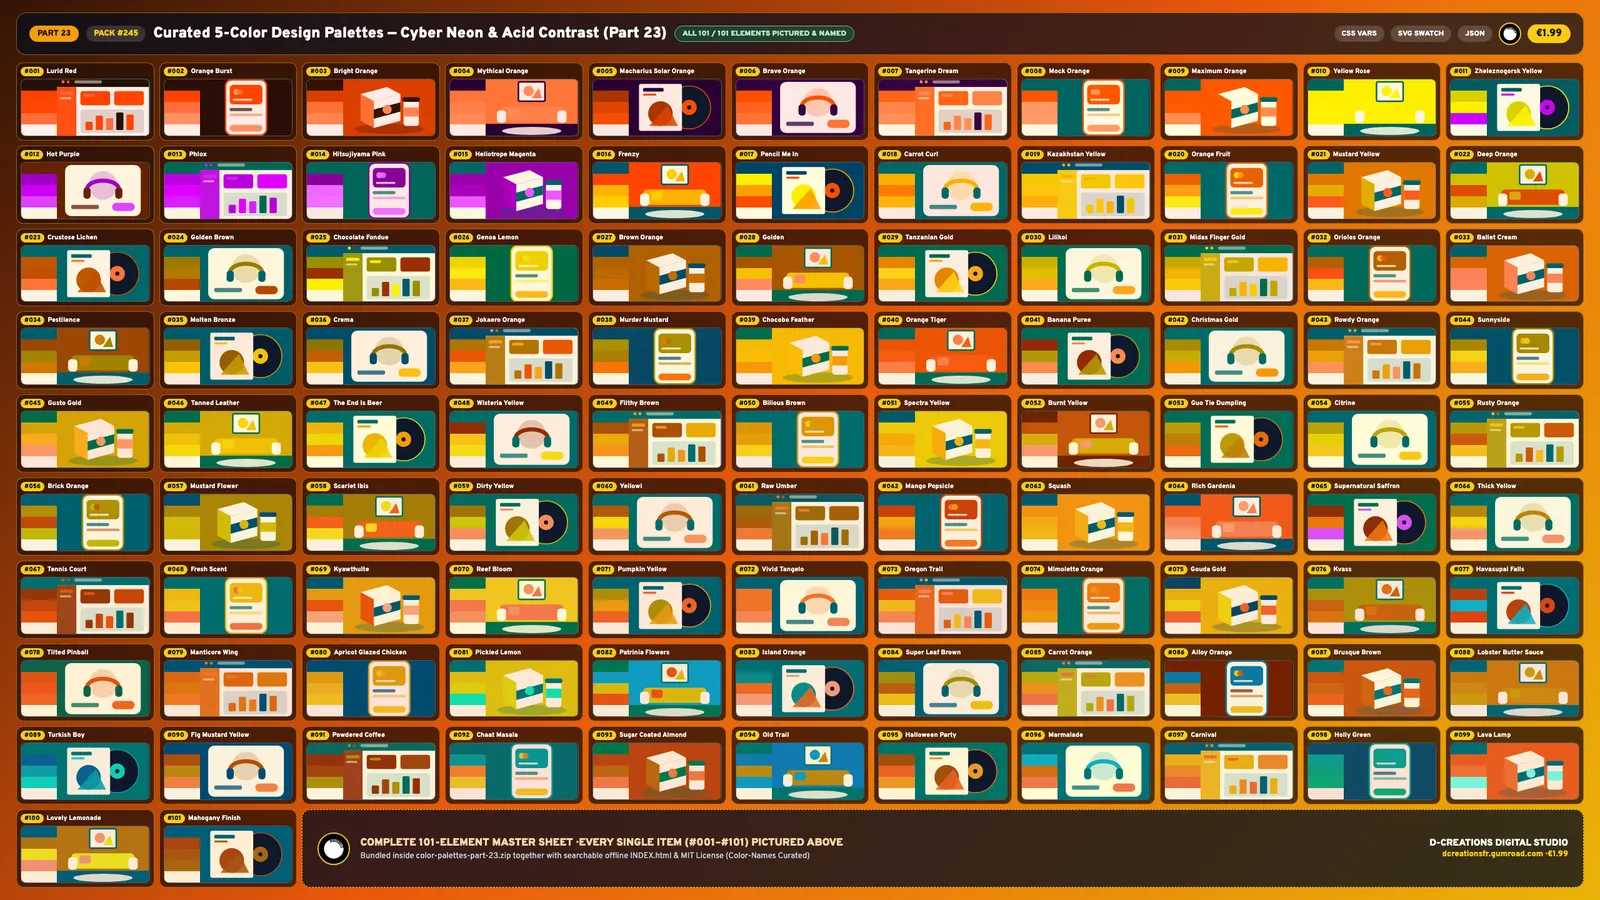 PART 23
PACK #245
Curated 5-Color Design Palettes – Cyber Neon & Acid Contrast (Part 23)
ALL 101 / 101 ELEMENTS PICTURED & NAMED
CSS VARS
SVG SWATCH
JSON
€1.99
#001 Lurid Red
#002 Orange Burst
#003 Bright Orange
#004 Mythical Orange
#005 Macharius Solar Orange
#006 Brave Orange
#007 Tangerine Dream
#008 Mock Orange
#009 Maximum Orange
#010 Yellow Rose
#011 Zheleznogorsk Yellow
#012 Hot Purple
#013 Phlox
#014 Hitsujiyama Pink
#015 Heliotrope Magenta
#016 Frenzy
#017 Pencil Me In
#018 Carrot Curl
#019 Kazakhstan Yellow
#020 Orange Fruit
#021 Mustard Yellow
#022 Deep Orange
#023 Crustose Lichen
#024 Golden Brown
#025 Chocolate Fondue
#026 Genoa Lemon
#027 Brown Orange
#028 Golden
#029 Tanzanian Gold
#030 Lilikoi
#031 Midas Finger Gold
#032 Orioles Orange
#033 Ballet Cream
#034 Pestilence
#035 Molten Bronze
#036 Crema
#037 Jokaero Orange
#038 Murder Mustard
#039 Chocobo Feather
#040 Orange Tiger
#041 Banana Puree
#042 Christmas Gold
#043 Rowdy Orange
#044 Sunnyside
#045 Gusto Gold
#046 Tanned Leather
#047 The End Is Beer
#048 Wisteria Yellow
#049 Filthy Brown
#050 Bilious Brown
#051 Spectra Yellow
#052 Burnt Yellow
#053 Guo Tie Dumpling
#054 Citrine
#055 Rusty Orange
#056 Brick Orange
#057 Mustard Flower
#058 Scarlet Ibis
#059 Dirty Yellow
#060 Yellowl
#061 Raw Umber
#062 Mango Popsicle
#063 Squash
#064 Rich Gardenia
#065 Supernatural Saffron
#066 Thick Yellow
#067 Tennis Court
#068 Fresh Scent
#069 Kyawthuite
#070 Reef Bloom
#071 Pumpkin Yellow
#072 Vivid Tangelo
#073 Oregon Trail
#074 Mimolette Orange
#075 Gouda Gold
#076 Kvass
#077 Havasupai Falls
#078 Tilted Pinball
#079 Manticore Wing
#080 Apricot Glazed Chicken
#081 Pickled Lemon
#082 Patrinia Flowers
#083 Island Orange
#084 Super Leaf Brown
#085 Carrot Orange
#086 Alloy Orange
#087 Brusque Brown
#088 Lobster Butter Sauce
#089 Turkish Boy
#090 Fig Mustard Yellow
#091 Powdered Coffee
#092 Chaat Masala
#093 Sugar Coated Almond
#094 Old Trail
#095 Halloween Party
#096 Marmalade
#097 Carnival
#098 Holly Green
#099 Lava Lamp
#100 Lovely Lemonade
#101 Mahogany Finish
COMPLETE 101-ELEMENT MASTER SHEET · EVERY SINGLE ITEM (#001–#101) PICTURED ABOVE
Bundled inside color-palettes-part-23.zip together with searchable offline INDEX.html & MIT License (Color-Names Curated)
D-CREATIONS DIGITAL STUDIO
dcreationsfr.gumroad.com · €1.99